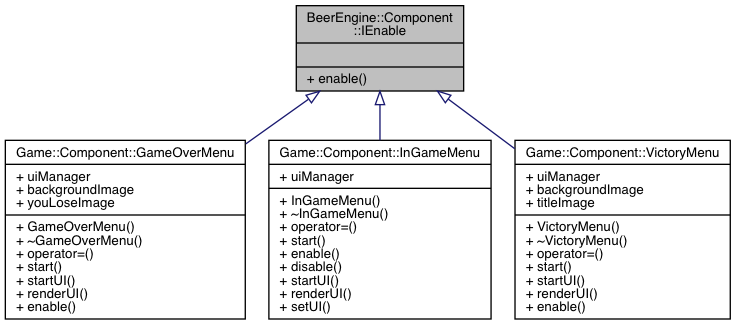 BeerEngine::Component
::IEnable
+ enable()
Game::Component::GameOverMenu
+ uiManager
+ backgroundImage
+ youLoseImage
+ GameOverMenu()
+ ~GameOverMenu()
+ operator=()
+ start()
+ startUI()
+ renderUI()
+ enable()
Game::Component::InGameMenu
+ uiManager
+ InGameMenu()
+ ~InGameMenu()
+ operator=()
+ start()
+ enable()
+ disable()
+ startUI()
+ renderUI()
+ setUI()
Game::Component::VictoryMenu
+ uiManager
+ backgroundImage
+ titleImage
+ VictoryMenu()
+ ~VictoryMenu()
+ operator=()
+ start()
+ startUI()
+ renderUI()
+ enable()